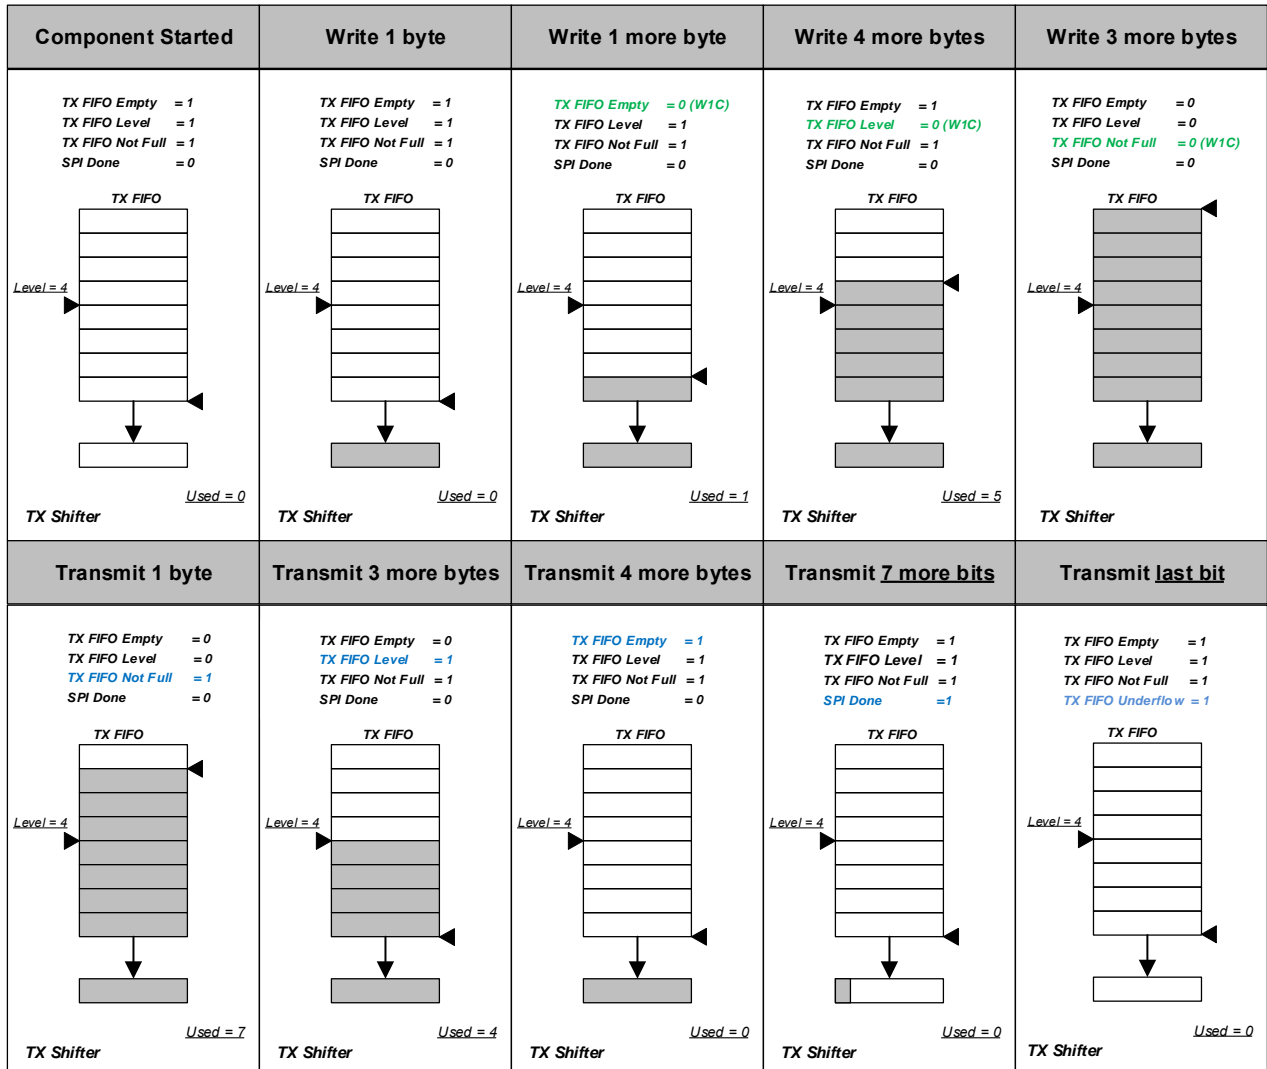 Component Started
TX FIFO Empty = 1
TX FIFO Level = 1
TX FIFO Not Full = 1
SPI Done = 0
TX FIFO
Level = 4
Used = 0
TX Shifter
Write 1 byte
TX FIFO Empty = 1
TX FIFO Level = 1
TX FIFO Not Full = 1
SPI Done = 0
TX FIFO
Level = 4
Used = 0
TX Shifter
Write 1 more byte
TX FIFO Empty = 0 (W1C)
TX FIFO Level = 1
TX FIFO Not Full = 1
SPI Done = 0
TX FIFO
Level = 4
Used = 1
TX Shifter
Write 4 more bytes
TX FIFO Empty = 1
TX FIFO Level = 0 (W1C)
TX FIFO Not Full = 1
SPI Done = 0
TX FIFO
Level = 4
Used = 5
TX Shifter
Write 3 more bytes
TX FIFO Empty = 0
TX FIFO Level = 0
TX FIFO Not Full = 0 (W1C)
SPI Done = 0
TX FIFO
Level = 4
TX Shifter
Transmit 1 byte
TX FIFO Empty = 0
TX FIFO Level = 0
TX FIFO Not Full = 1
SPI Done = 0
TX FIFO
Level = 4
Used = 7
TX Shifter
Transmit 3 more bytes
TX FIFO Empty = 0
TX FIFO Level = 1
TX FIFO Not Full = 1
SPI Done = 0
TX FIFO
Level = 4
Used = 4
TX Shifter
Transmit 4 more bytes
TX FIFO Empty = 1
TX FIFO Level = 1
TX FIFO Not Full = 1
SPI Done = 0
TX FIFO
Level = 4
Used = 0
TX Shifter
Transmit 7 more bits
TX FIFO Empty = 1
TX FIFO Level = 1
TX FIFO Not Full = 1
SPI Done =1
TX FIFO
Level = 4
Used = 0
TX Shifter
Transmit last bit
TX FIFO Empty = 1
TX FIFO Level = 1
TX FIFO Not Full = 1
TX FIFO Underflow = 1
TX FIFO
Level = 4
Used = 0
TX Shifter